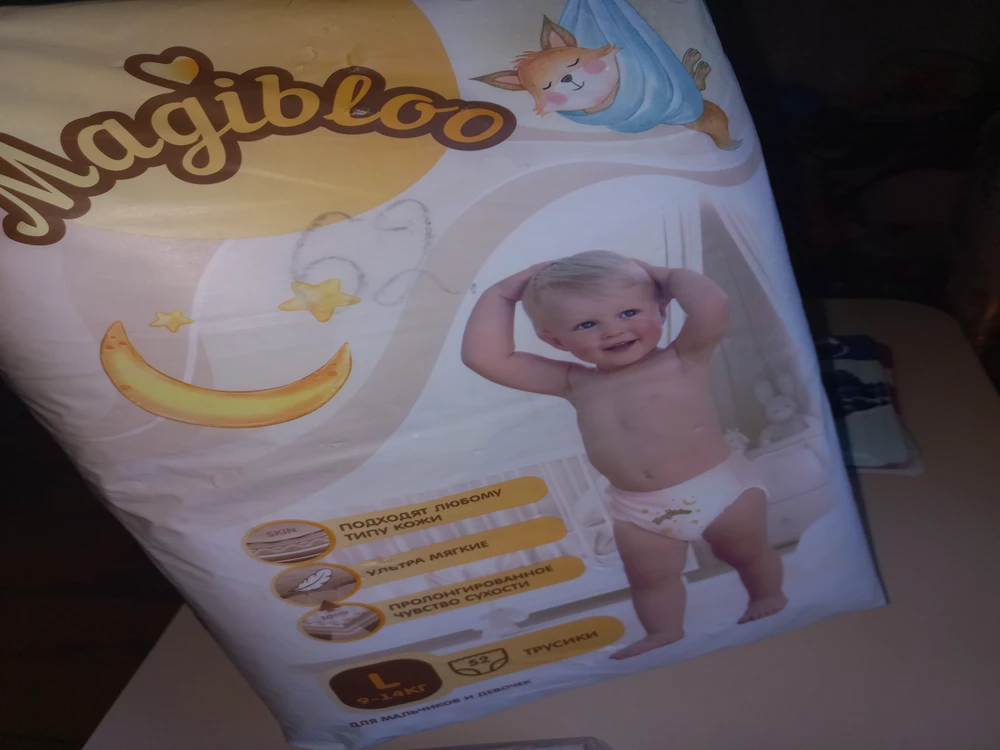 Magibloo
SKIN
ПОДХОДЯТ ЛЮБОМУ
ТИПУ КОЖИ
УЛЬТРА МЯГКИЕ
ПРОЛОНГИРОВАННОЕ
ЧУВСТВО СУХОСТИ
L
9-14КГ
52
ТРУСИКИ
ДЛЯ МАЛЬЧИКОВ И ДЕВОЧЕК